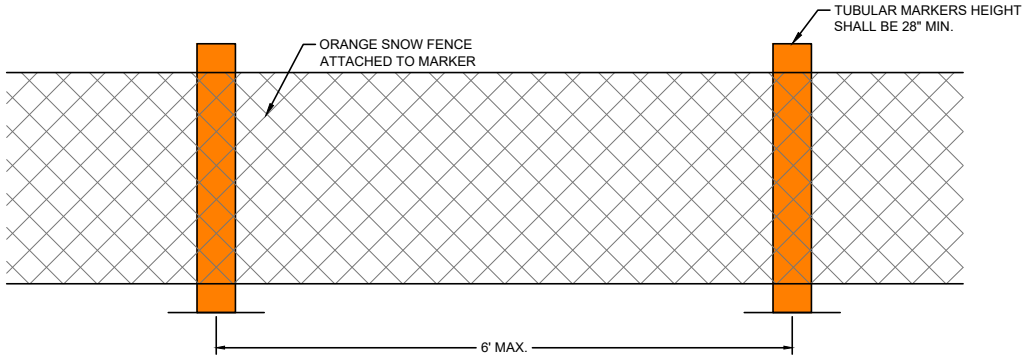 TUBULAR MARKERS HEIGHT
SHALL BE 28" MIN.
ORANGE SNOW FENCE
ATTACHED TO MARKER
6' MAX.